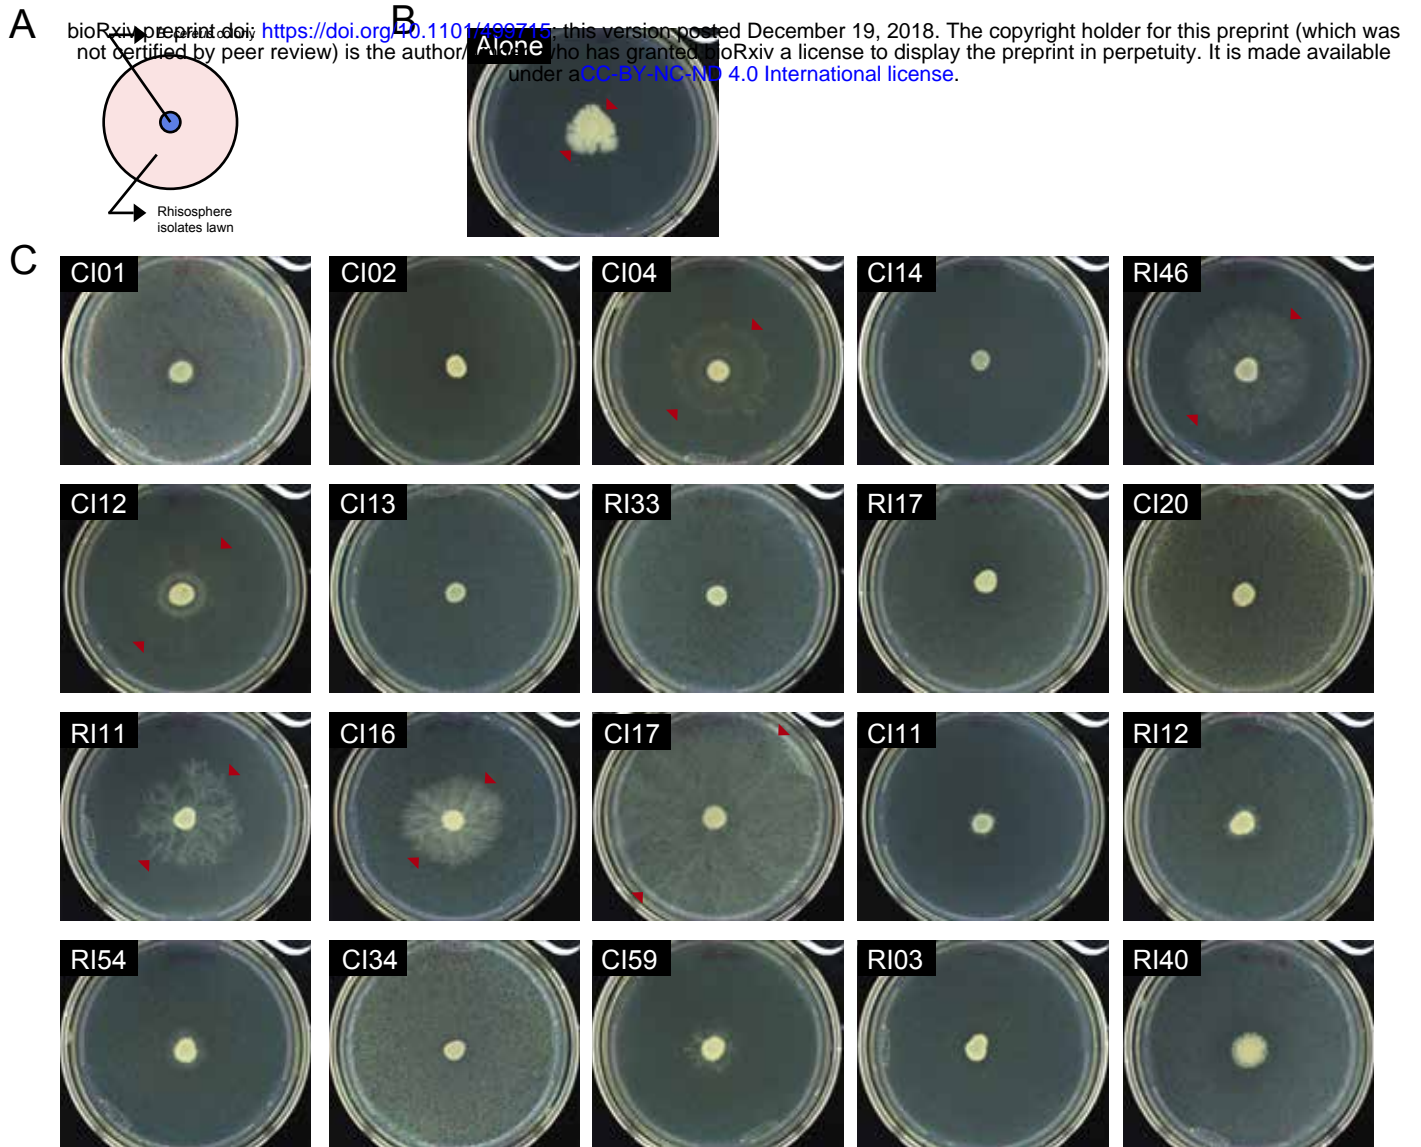 A
B
bioRxiv preprint doi: https://doi.org/10.1101/499715; this version posted December 19, 2018. The copyright holder for this preprint (which was
not certified by peer review) is the author/funder, who has granted bioRxiv a license to display the preprint in perpetuity. It is made available
under aCC-BY-NC-ND 4.0 International license.
B. cereus colony
Alone
Rhisosphere
isolates lawn
C
CI01
CI02
CI04
CI14
RI46
CI12
CI13
RI33
RI17
CI20
RI11
CI16
CI17
CI11
RI12
RI54
CI34
CI59
RI03
RI40